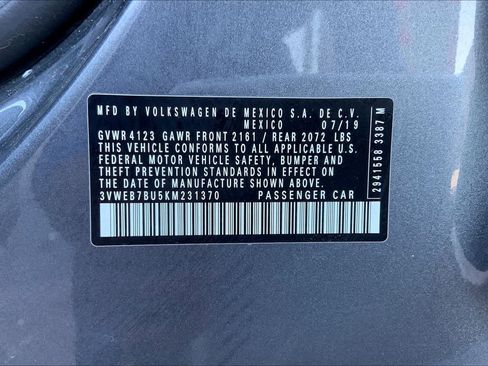 MFD BY VOLKSWAGEN DE MEXICO S.A. DE C.V.
MEXICO 07/19
GVWR 4123 GAWR FRONT 2161 / REAR 2072 LBS
THIS VEHICLE CONFORMS TO ALL APPLICABLE U.S.
FEDERAL MOTOR VEHICLE SAFETY, BUMPER AND
THEFT PREVENTION STANDARDS IN EFFECT ON THE
DATE OF MANUFACTURE SHOWN ABOVE.
3VWEB7BU5KM231370 PASSENGER CAR
2941558 3387 M